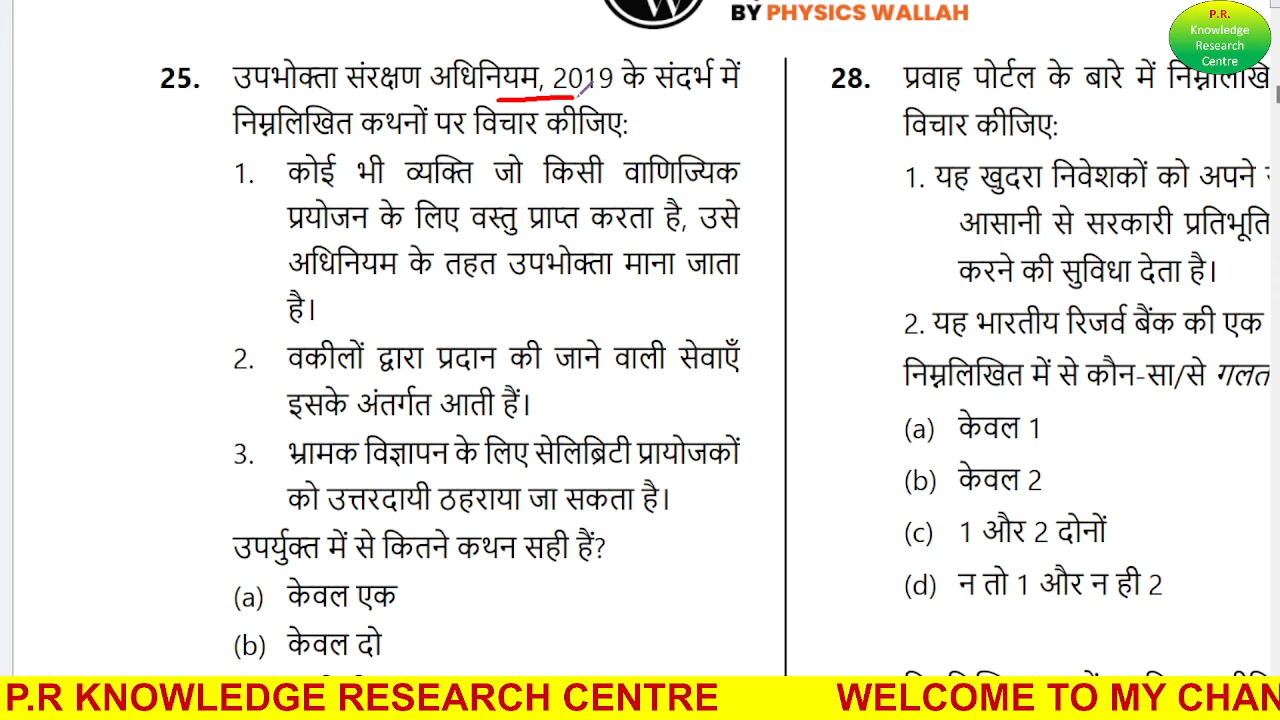 BY PHYSICS WALLAH
P.R.
Knowledge
Research
Centre
25. उपभोक्ता संरक्षण अधिनियम, 2019 के संदर्भ में
निम्नलिखित कथनों पर विचार कीजिए:
1. कोई भी व्यक्ति जो किसी वाणिज्यिक
प्रयोजन के लिए वस्तु प्राप्त करता है, उसे
अधिनियम के तहत उपभोक्ता माना जाता
है।
2. वकीलों द्वारा प्रदान की जाने वाली सेवाएँ
इसके अंतर्गत आती हैं।
3. भ्रामक विज्ञापन के लिए सेलिब्रिटी प्रायोजकों
को उत्तरदायी ठहराया जा सकता है।
उपर्युक्त में से कितने कथन सही हैं?
(a) केवल एक
(b) केवल दो
28. प्रवाह पोर्टल के बारे में
विचार कीजिए:
1. यह खुदरा निवेशकों को अपने
आसानी से सरकारी
करने की सुविधा देता है।
2. यह भारतीय रिजर्व बैंक की एक
निम्नलिखित में से कौन-सा/से गलत
(a) केवल 1
(b) केवल 2
(c) 1 और 2 दोनों
(d) न तो 1 और न ही 2
P.R KNOWLEDGE RESEARCH CENTRE WELCOME TO MY CHAN